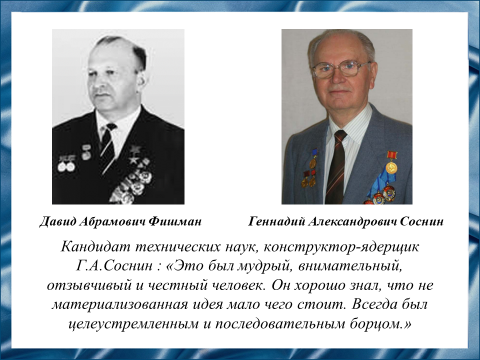 Давид Абрамович Фишман
Геннадий Александрович Соснин
Кандидат технических наук, конструктор-ядерщик
Г.А.Соснин : «Это был мудрый, внимательный,
отзывчивый и честный человек. Он хорошо знал, что не
материализованная идея мало чего стоит. Всегда был
целеустремленным и последовательным борцом.»